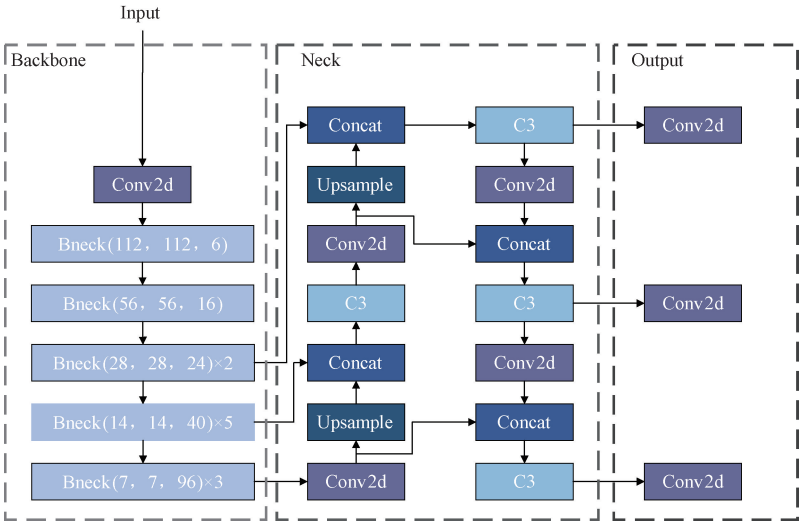 Input
Backbone
Conv2d
Bneck(112，112，6)
Bneck(56，56，16)
Bneck(28，28，24)×2
Bneck(14，14，40)×5
Bneck(7，7，96)×3
Neck
Concat
Upsample
Conv2d
C3
Concat
Upsample
Conv2d
C3
Conv2d
Concat
C3
Conv2d
Concat
C3
Output
Conv2d
Conv2d
Conv2d